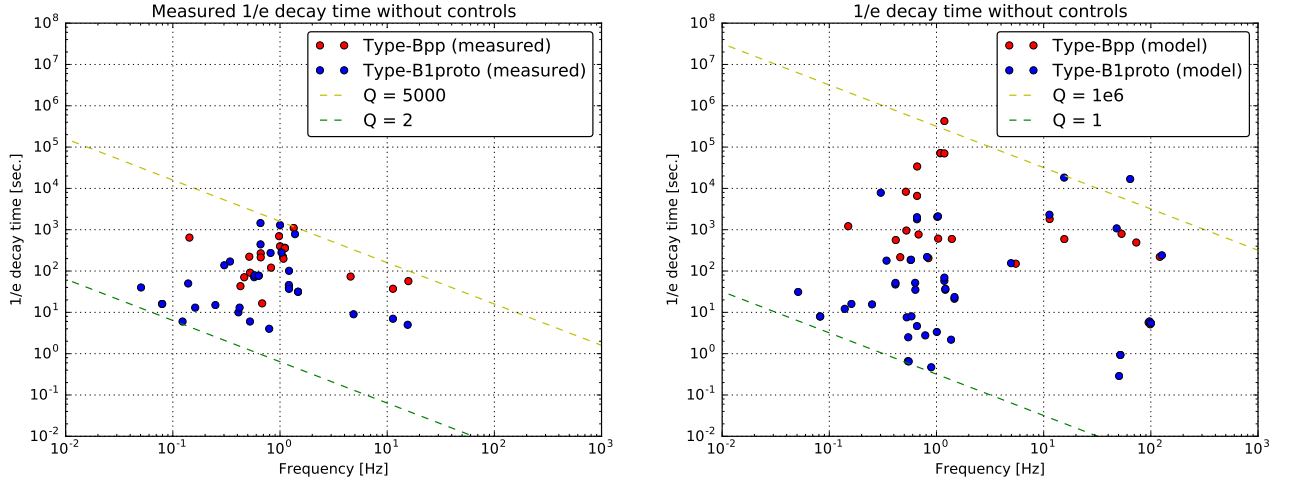 Measured 1/e decay time without controls
10^8
10^7
10^6
10^5
10^4
10^3
10^2
10^1
10^0
10^-1
10^-2
1/e decay time [sec.]
Type-Bpp (measured)
Type-B1proto (measured)
Q = 5000
Q = 2
10^-2 10^-1 10^0 10^1 10^2 10^3
Frequency [Hz]
1/e decay time without controls
10^8
10^7
10^6
10^5
10^4
10^3
10^2
10^1
10^0
10^-1
10^-2
1/e decay time [sec.]
Type-Bpp (model)
Type-B1proto (model)
Q = 1e6
Q = 1
10^-2 10^-1 10^0 10^1 10^2 10^3
Frequency [Hz]